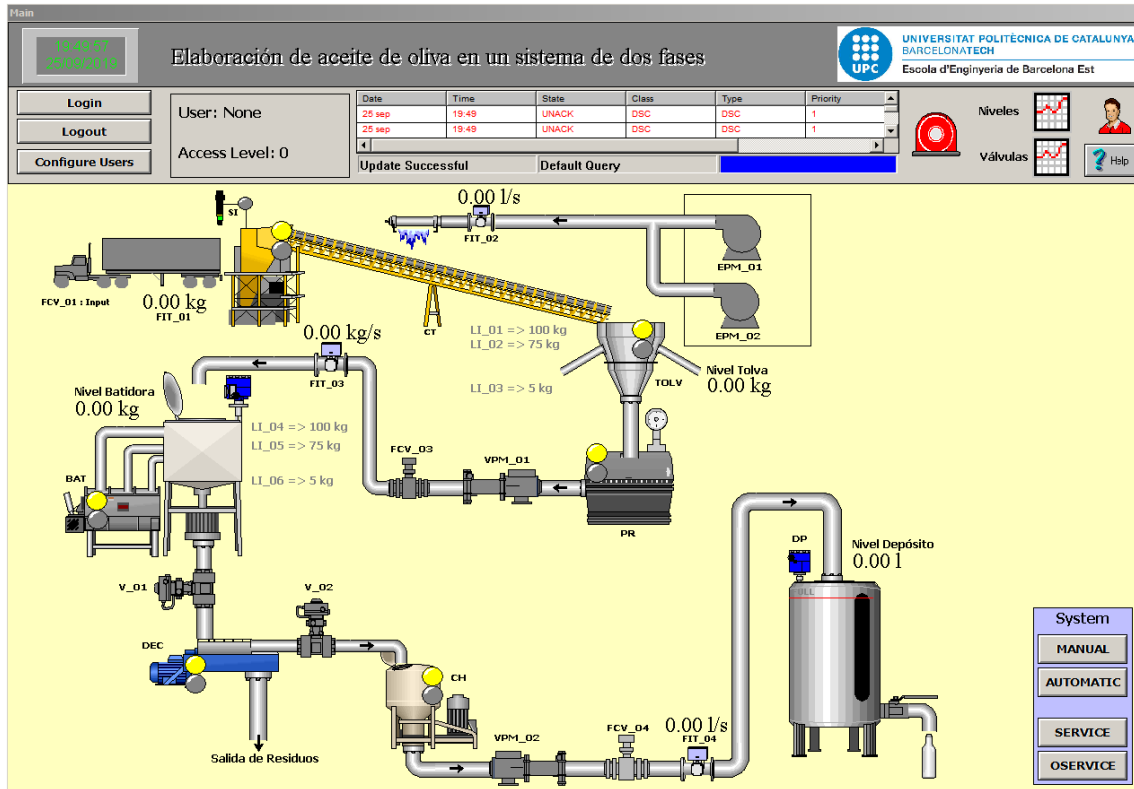 Main
19:49:57
25/09/2019
Elaboración de aceite de oliva en un sistema de dos fases
UPC
UNIVERSITAT POLITÈCNICA DE CATALUNYA
BARCELONATECH
Escola d'Enginyeria de Barcelona Est
Login
Logout
Configure Users
User: None
Access Level: 0
Date Time State Class Type Priority
25 sep 19:49 UNACK DSC DSC 1
25 sep 19:49 UNACK DSC DSC 1
Update Successful Default Query
Niveles
Válvulas
Help
SI
0.00 l/s
FIT_02
EPM_01
EPM_02
FCV_01 : Input
0.00 kg
FIT_01
CT
LI_01 => 100 kg
LI_02 => 75 kg
LI_03 => 5 kg
TOLV
Nivel Tolva
0.00 kg
0.00 kg/s
FIT_03
Nivel Batidora
0.00 kg
LI_04 => 100 kg
LI_05 => 75 kg
LI_06 => 5 kg
BAT
FCV_03
VPM_01
PR
V_01
V_02
DEC
CH
Salida de Residuos
VPM_02
FCV_04
0.00 l/s
FIT_04
DP
Nivel Depósito
0.00 l
FULL
System
MANUAL
AUTOMATIC
SERVICE
OSERVICE